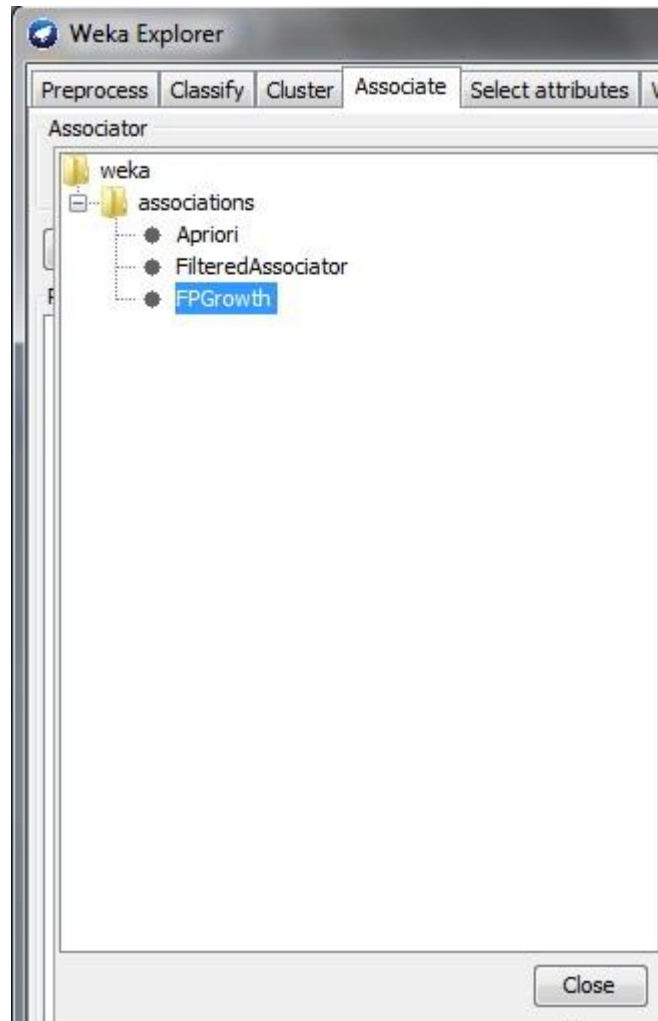 Weka Explorer
Preprocess Classify Cluster Associate Select attributes
Associator
weka
associations
Apriori
FilteredAssociator
FPGrowth
Close